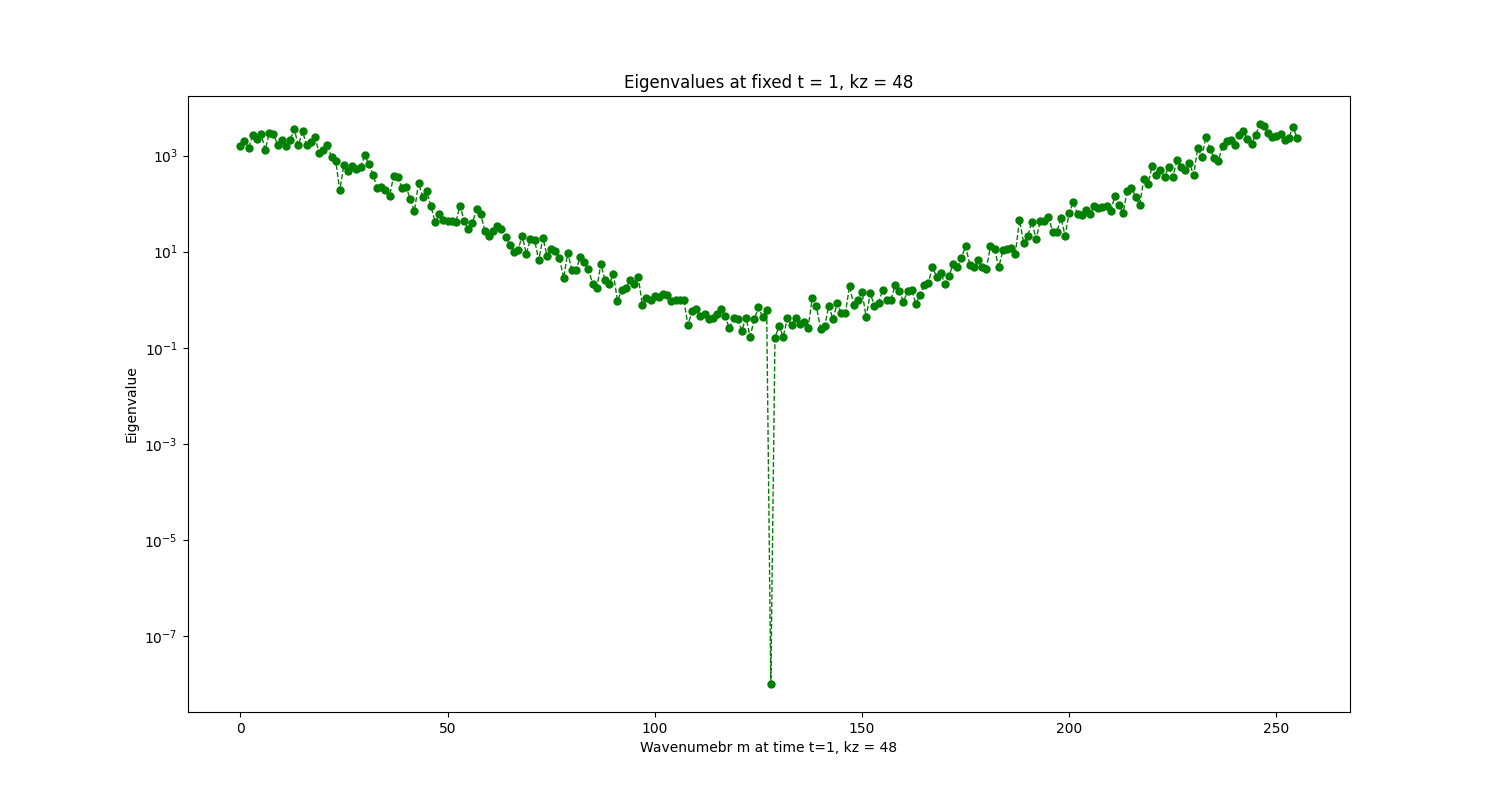 Eigenvalues at fixed t = 1, kz = 48
10³
10¹
10⁻¹
10⁻³
10⁻⁵
10⁻⁷
Eigenvalue
0 50 100 150 200 250
Wavenumebr m at time t=1, kz = 48